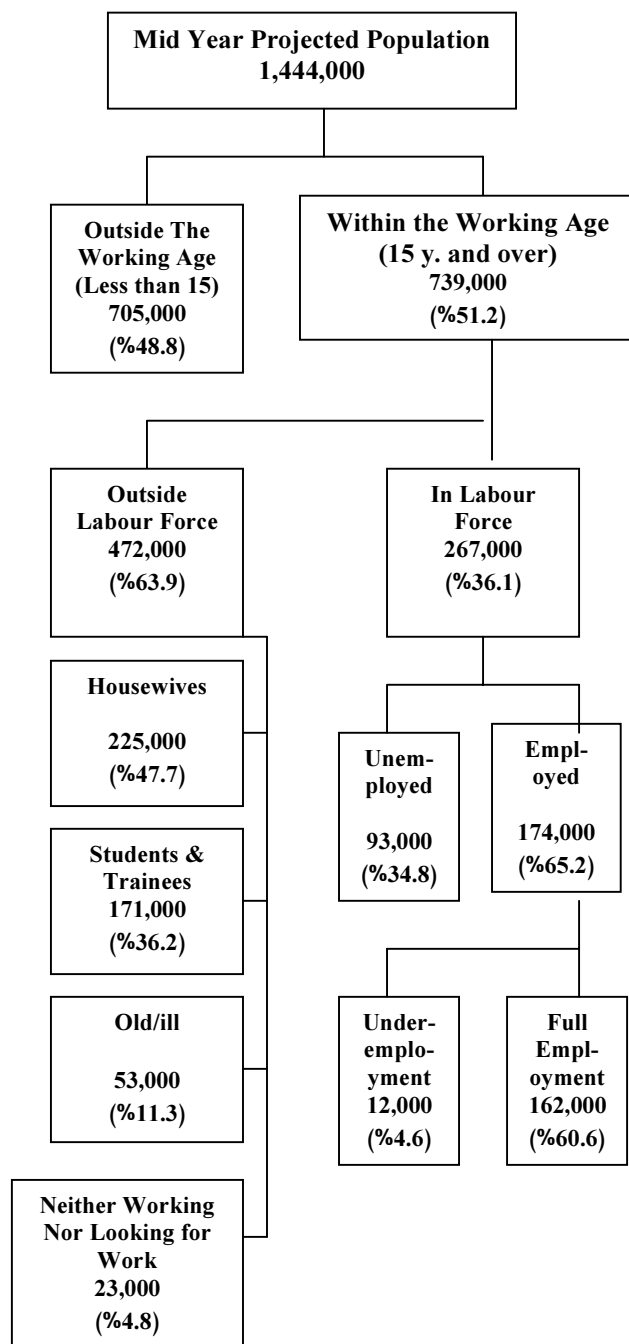 Mid Year Projected Population
1,444,000
Outside The
Working Age
(Less than 15)
705,000
(%48.8)
Within the Working Age
(15 y. and over)
739,000
(%51.2)
Outside
Labour Force
472,000
(%63.9)
In Labour
Force
267,000
(%36.1)
Housewives
225,000
(%47.7)
Students &
Trainees
171,000
(%36.2)
Old/ill
53,000
(%11.3)
Neither Working
Nor Looking for
Work
23,000
(%4.8)
Unem-
ployed
93,000
(%34.8)
Empl-
oyed
174,000
(%65.2)
Under-
emplo-
yment
12,000
(%4.6)
Full
Empl-
oyment
162,000
(%60.6)